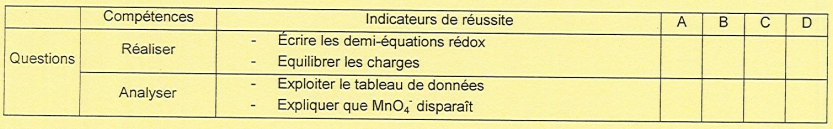 Compétences Indicateurs de réussite A B C D
Questions Réaliser - Écrire les demi-équations rédox
- Equilibrer les charges
Analyser - Exploiter le tableau de données
- Expliquer que MnO₄⁻ disparaît